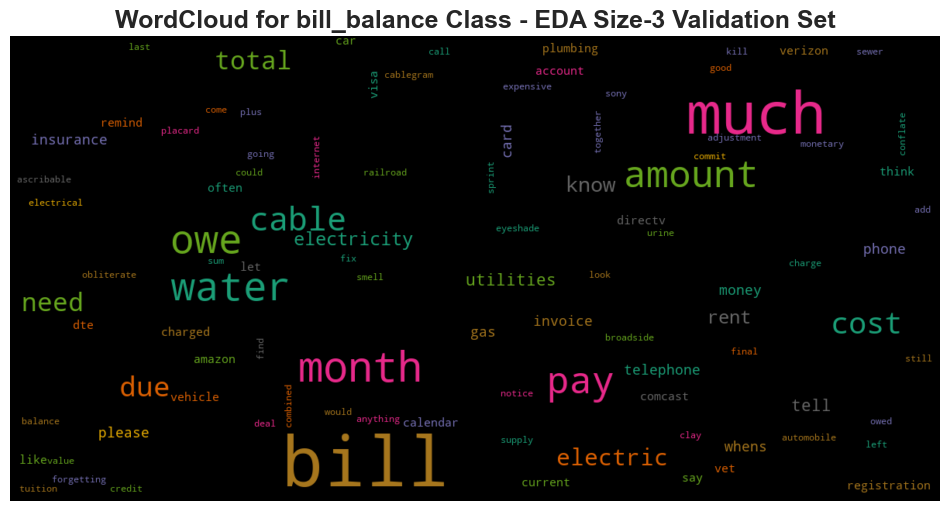 WordCloud for bill_balance Class - EDA Size-3 Validation Set
last
car
call
plumbing
kill
verizon
sewer
total
visa
cablegram
account
good
expensive
sony
come
plus
much
remind
placard
insurance
internet
card
together
adjustment
monetary
conflate
going
commit
ascribable
could
railroad
sprint
often
know
amount
think
electrical
cable
owe
electricity
eyeshade
directv
urine
add
phone
sum
let
fix
smell
obliterate
water
utilities
look
charge
need
money
dte
charged
find
gas
invoice
rent
cost
amazon
broadside
final
still
due
vehicle
month
combined
pay
telephone
comcast
notice
tell
balance
please
deal
would
anything
calendar
supply
clay
whens
automobile
owed
left
like
value
bill
electric
vet
forgetting
tuition
credit
current
say
registration